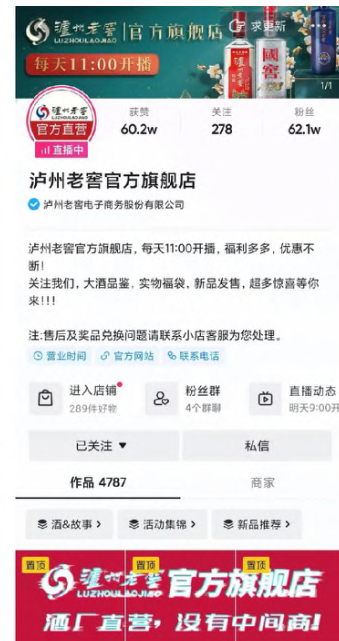 泸州老窖 官方旗舰店 求更新
LUZHOULAOJIAO
每天11:00开播
國窖
1/1
泸州老窖
官方直营
直播中
获赞 关注 粉丝
60.2w 278 62.1w
泸州老窖官方旗舰店
泸州老窖电子商务股份有限公司
泸州老窖官方旗舰店,每天11:00开播,福利多多,优惠不
断!
关注我们,大酒品鉴,实物福袋,新品发售,超多惊喜等你
来!!!
注:售后及奖品兑换问题请联系小店客服为您处理。
营业时间 官方网站 联系电话
进入店铺 粉丝群 直播动态
289件好物 4个群聊 明天9:00开
已关注 私信
作品 4787 商家
酒&故事 活动集锦 新品推荐
置顶 置顶 置顶
泸州老窖 官方旗舰店
LUZHOULAOJIAO
酒厂直营,没有中间商!